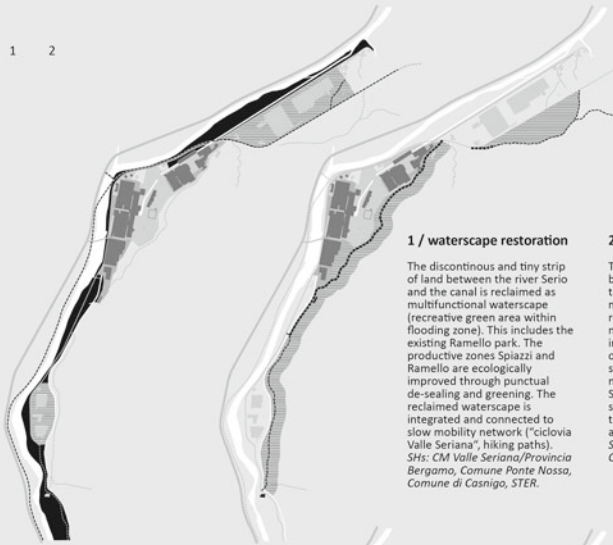 1 2
1 / waterscape restoration
The discontinous and tiny strip
of land between the river Serio
and the canal is reclaimed as
multifunctional waterscape
(recreative green area within
flooding zone). This includes the
existing Ramello park. The
productive zones Spiazzi and
Ramello are ecologically
improved through punctual
de-sealing and greening. The
reclaimed waterscape is
integrated and connected to
slow mobility network ("ciclovia
Valle Seriana", hiking paths).
SHs: CM Valle Seriana/Provincia
Bergamo, Comune Ponte Nossa,
Comune di Casnigo, STER.
2